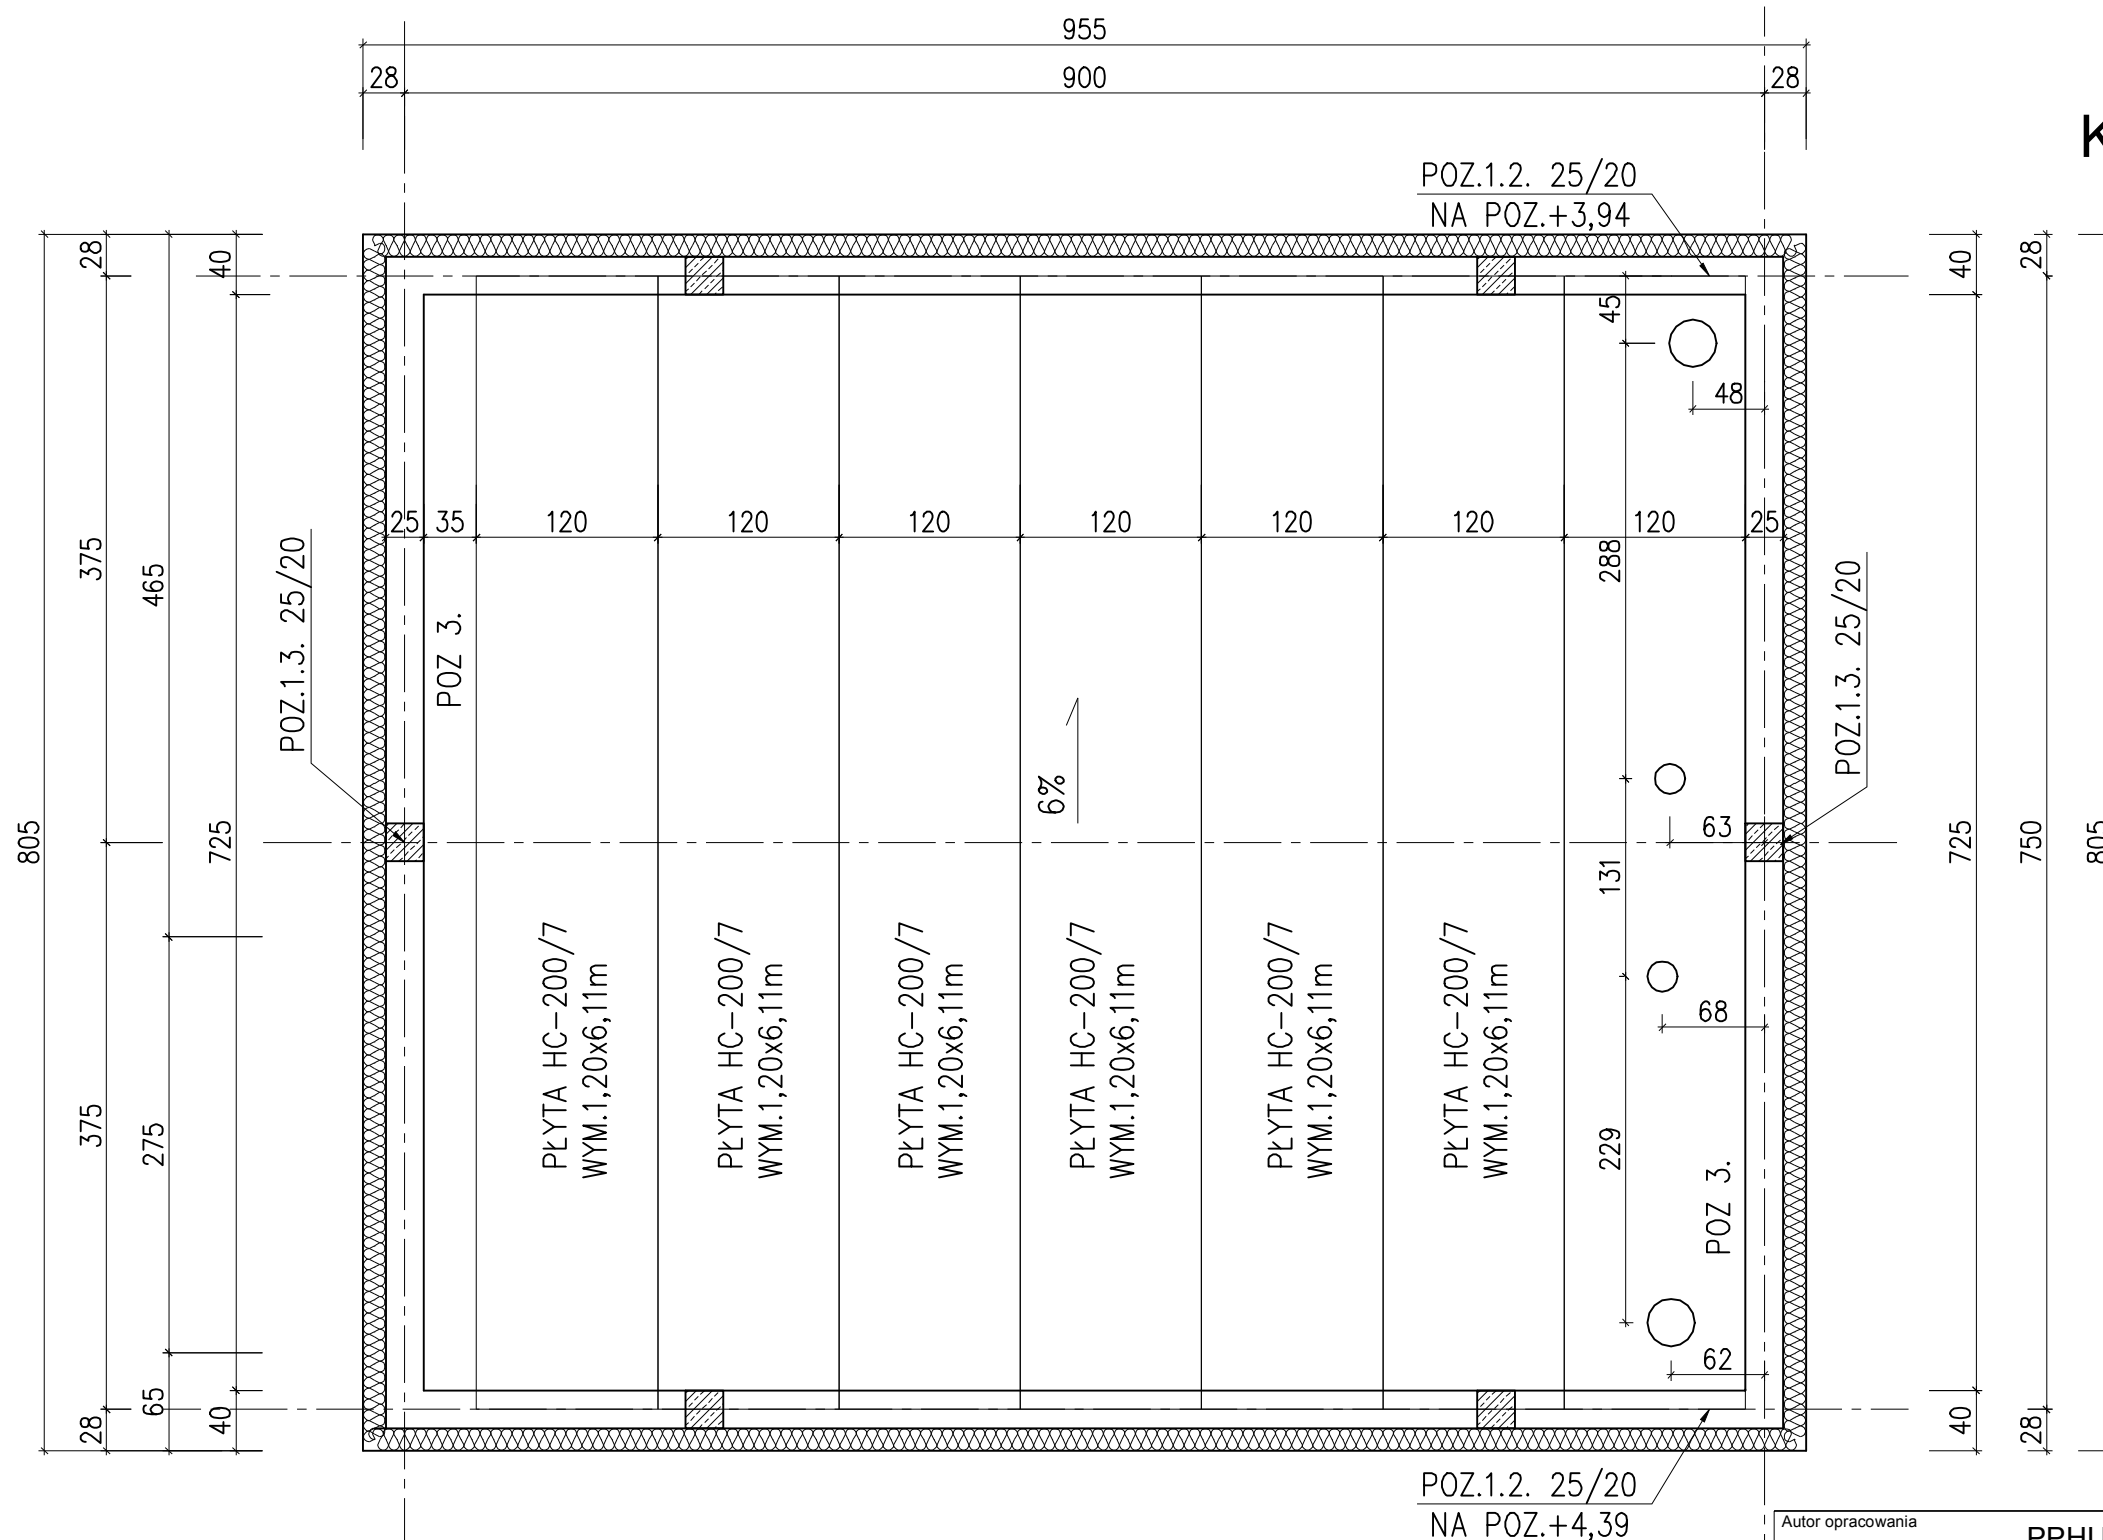 955
28
900
28
POZ.1.2. 25/20
NA POZ.+3,94
28
40
40
28
45
48
25
35
120
120
120
120
120
120
120
25
375
465
288
POZ.1.3. 25/20
POZ 3.
POZ.1.3. 25/20
6%
63
805
725
131
725
750
805
PŁYTA HC-200/7
WYM.1,20x6,11m
PŁYTA HC-200/7
WYM.1,20x6,11m
PŁYTA HC-200/7
WYM.1,20x6,11m
PŁYTA HC-200/7
WYM.1,20x6,11m
PŁYTA HC-200/7
WYM.1,20x6,11m
PŁYTA HC-200/7
WYM.1,20x6,11m
68
375
275
229
POZ 3.
62
28
65
40
40
28
POZ.1.2. 25/20
NA POZ.+4,39
Autor opracowania